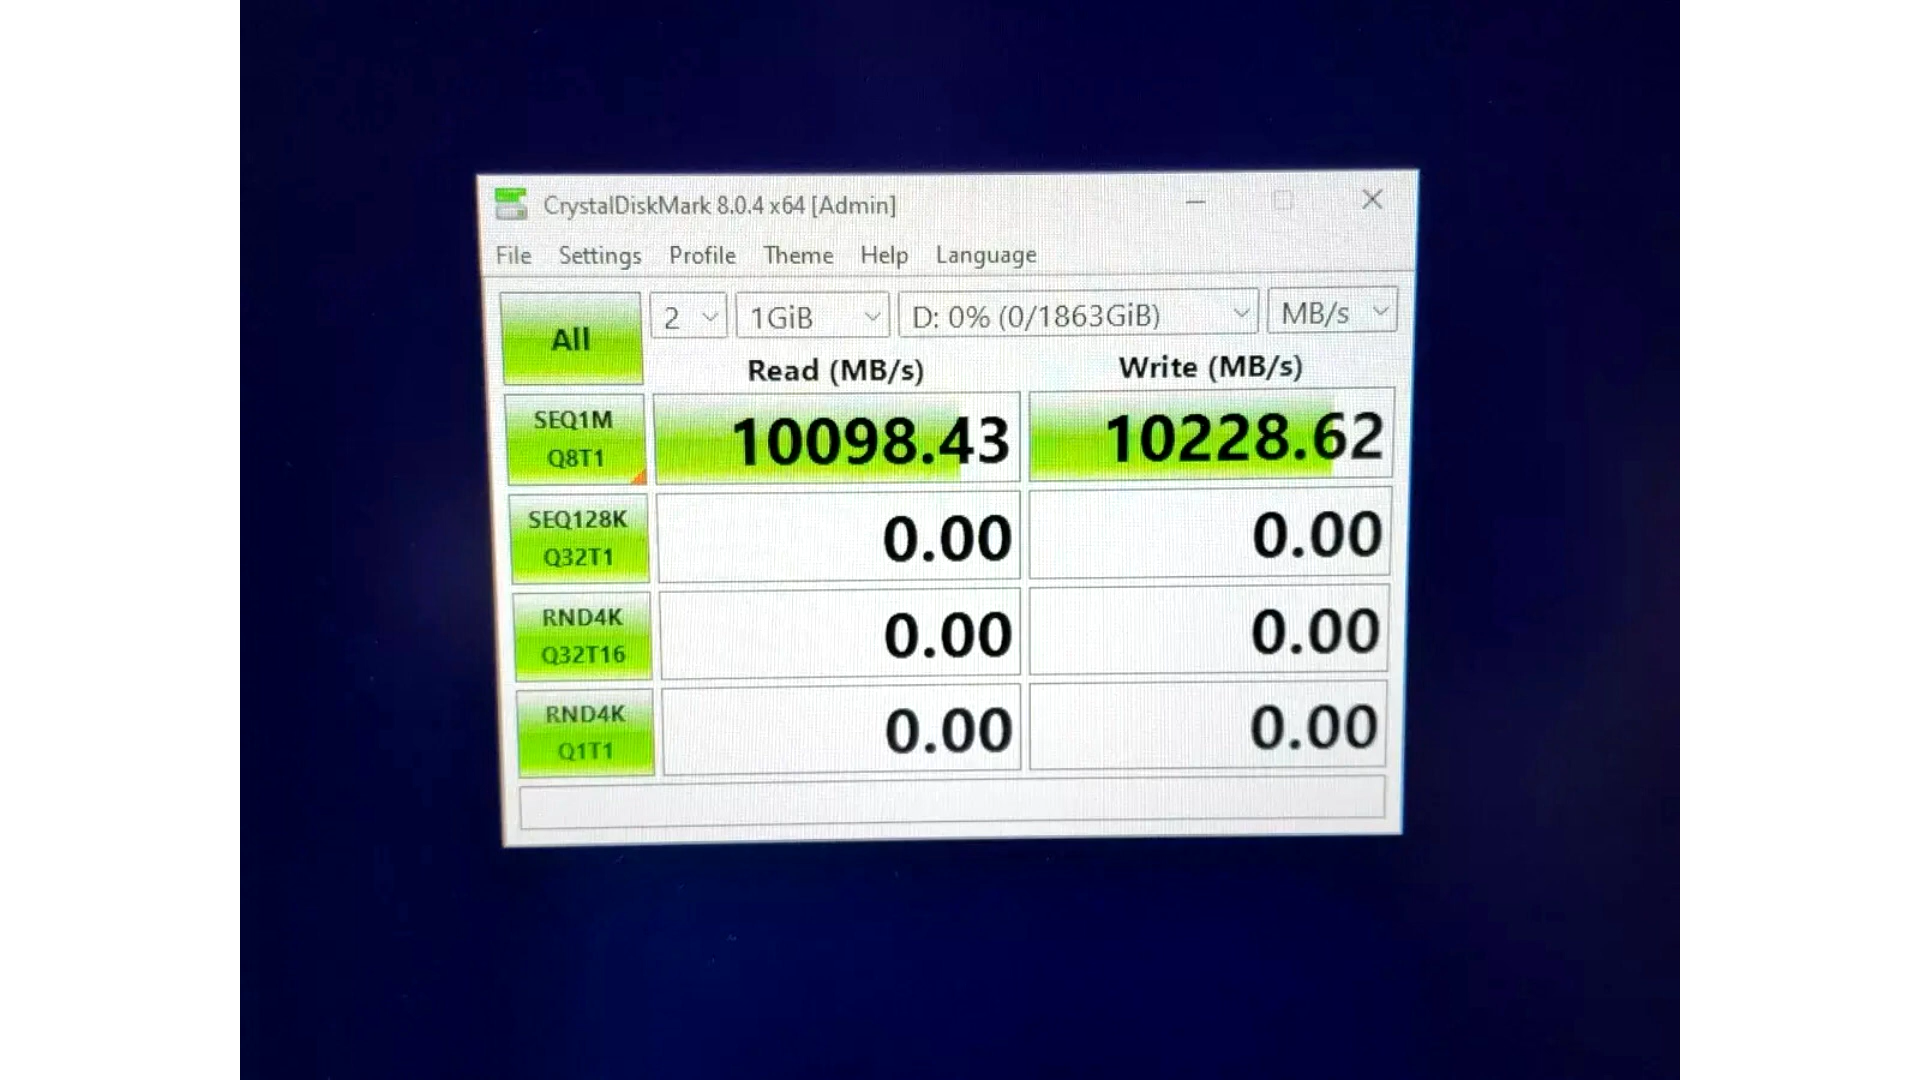 CrystalDiskMark 8.0.4 x64 [Admin]
File Settings Profile Theme Help Language
All 2 1GiB D: 0% (0/1863GiB) MB/s
Read (MB/s) Write (MB/s)
SEQ1M
Q8T1 10098.43 10228.62
SEQ128K
Q32T1 0.00 0.00
RND4K
Q32T16 0.00 0.00
RND4K
Q1T1 0.00 0.00